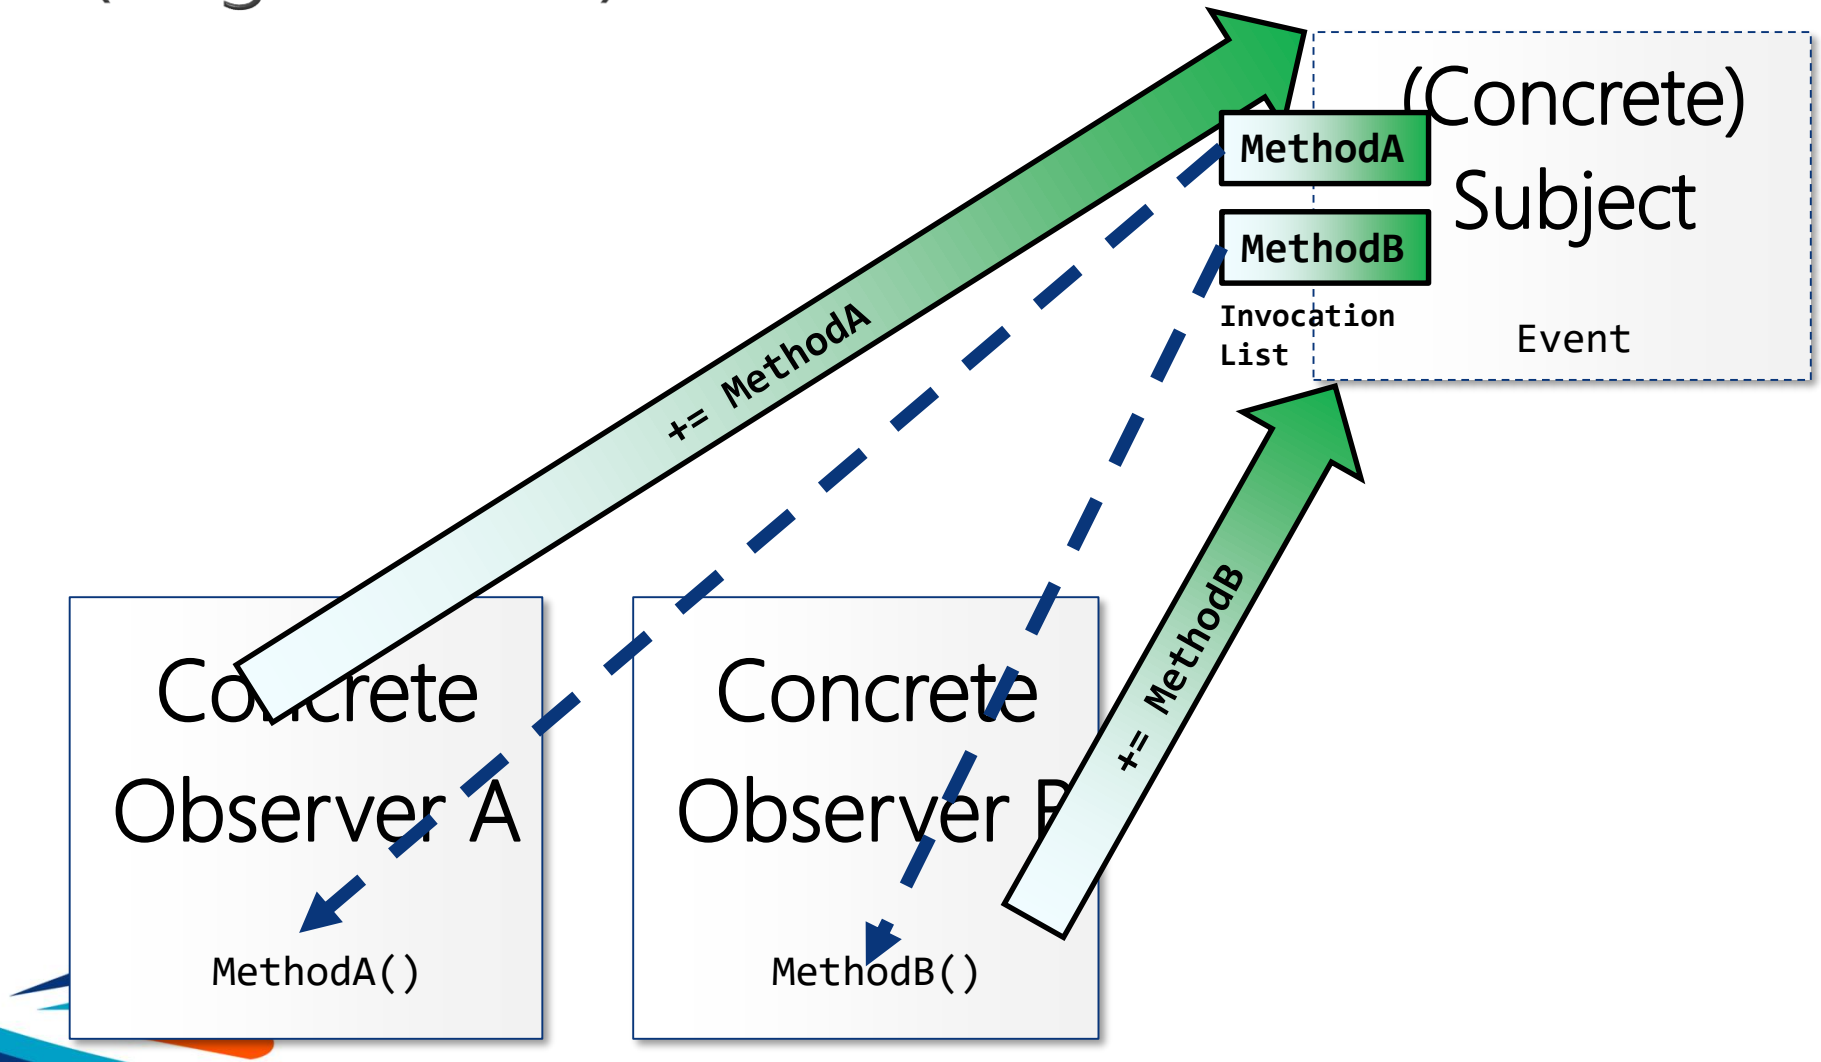 (Concrete)
Subject
MethodA
MethodB
Invocation
List
Event
+= MethodA
+= MethodB
Concrete
Observer A
MethodA()
Concrete
Observer B
MethodB()